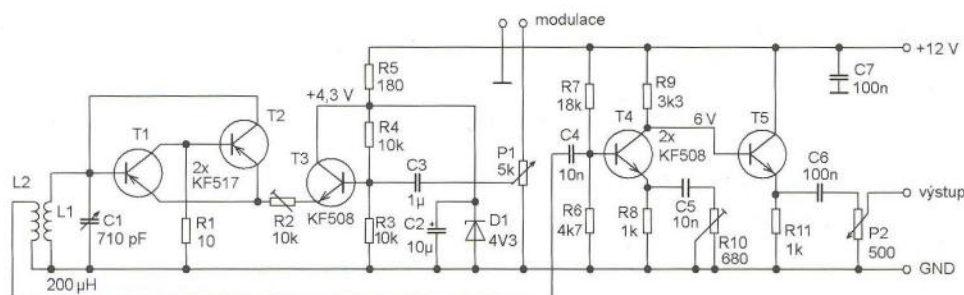 modulace
+12 V
R5
180
+4,3 V
R7
18k
R9
3k3
C7
100n
T1
T2
T3
R4
10k
C3
1µ
P1
5k
C4
10n
T4
2x
KF508
6 V
T5
C6
100n
výstup
2x
KF517
L2
L1
C1
710 pF
R1
10
R2
10k
KF508
C2
10µ
R3
10k
D1
4V3
R6
4k7
R8
1k
C5
10n
R10
680
R11
1k
P2
500
GND
200 µH